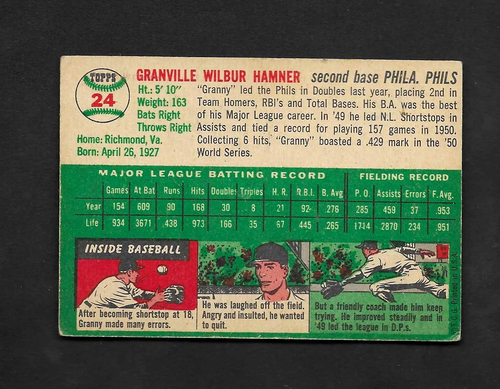 TOPPS
24
GRANVILLE WILBUR HAMNER second base PHILA. PHILS
Ht.: 5' 10"
Weight: 163
Bats Right
Throws Right
Home: Richmond, Va.
Born: April 26, 1927
"Granny" led the Phils in Doubles last year, placing 2nd in
Team Homers, RBI's and Total Bases. His B.A. was the best
of his Major League career. In '49 he led N.L. Shortstops in
Assists and tied a record for playing 157 games in 1950.
Collecting 6 hits, "Granny" boasted a .429 mark in the '50
World Series.
MAJOR LEAGUE BATTING RECORD FIELDING RECORD
Games At Bat Runs Hits Doubles Triples H. R. R.B.I. B. Avg. P. O. Assists Errors F. Avg.
Year 154 609 90 168 30 8 21 92 .276 285 459 37 .953
Life 934 3671 .438 973 166 35 67 .265 1714 2870 234 .951
INSIDE BASEBALL
After becoming shortstop at 18,
Granny made many errors.
He was laughed off the field.
Angry and insulted, he wanted
to quit.
But a friendly coach made him keep
trying. He improved steadily and in
'49 led the league in D.P.s.